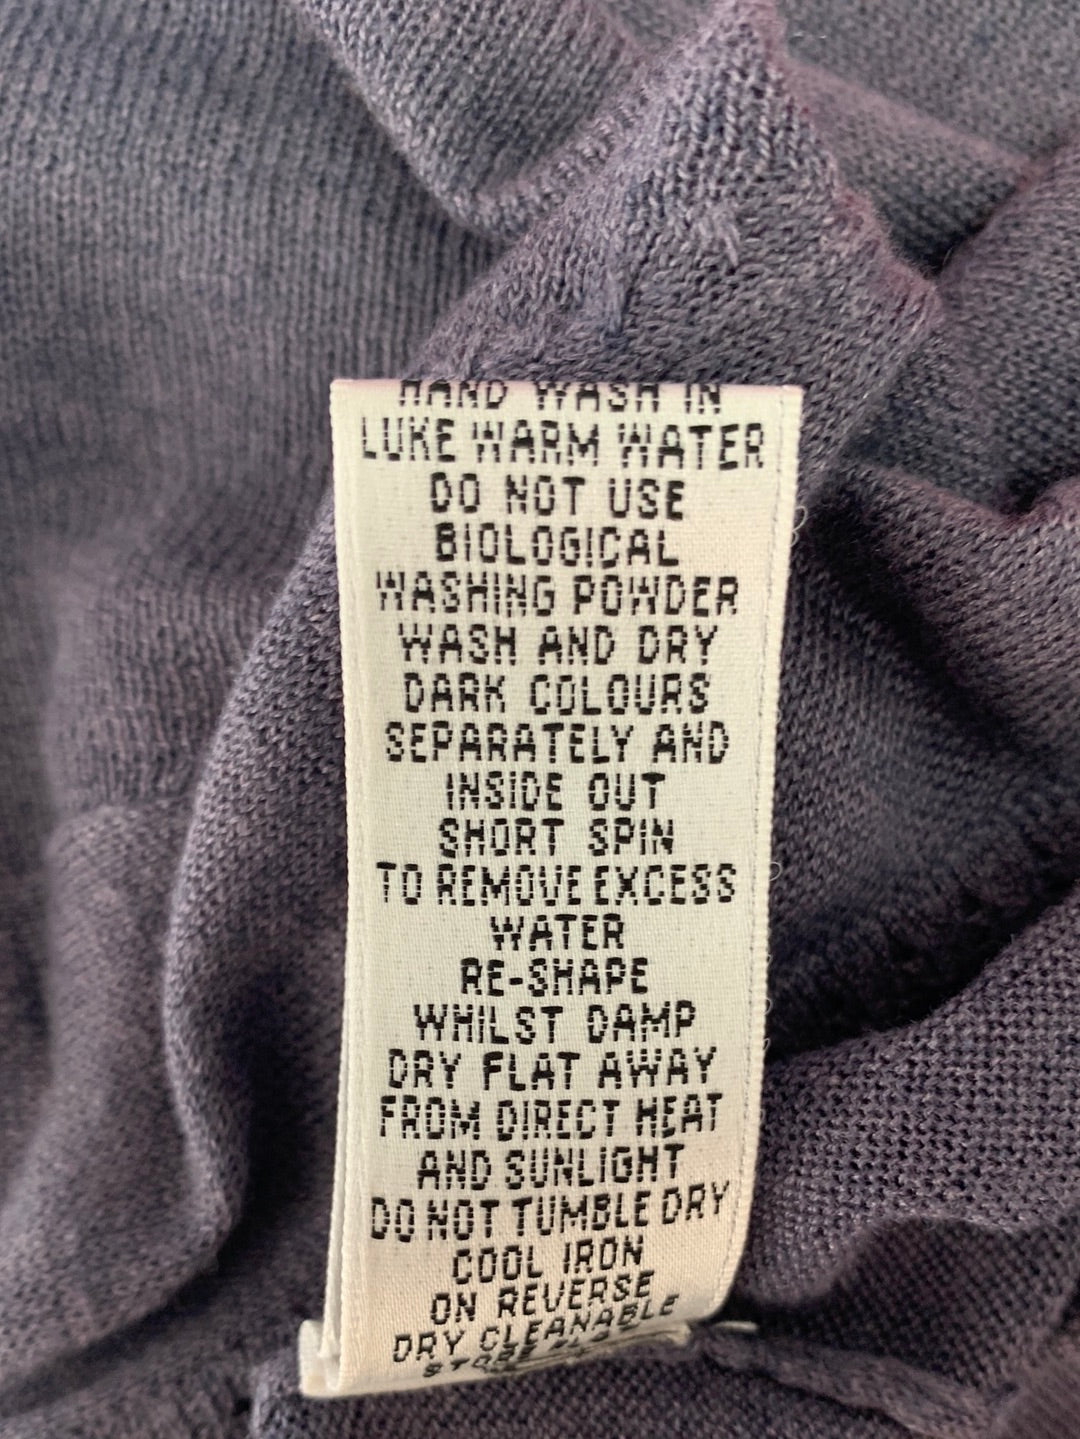 HAND WASH IN
LUKE WARM WATER
DO NOT USE
BIOLOGICAL
WASHING POWDER
WASH AND DRY
DARK COLOURS
SEPARATELY AND
INSIDE OUT
SHORT SPIN
TO REMOVE EXCESS
WATER
RE-SHAPE
WHILST DAMP
DRY FLAT AWAY
FROM DIRECT HEAT
AND SUNLIGHT
DO NOT TUMBLE DRY
COOL IRON
ON REVERSE
DRY CLEANABLE
STORE